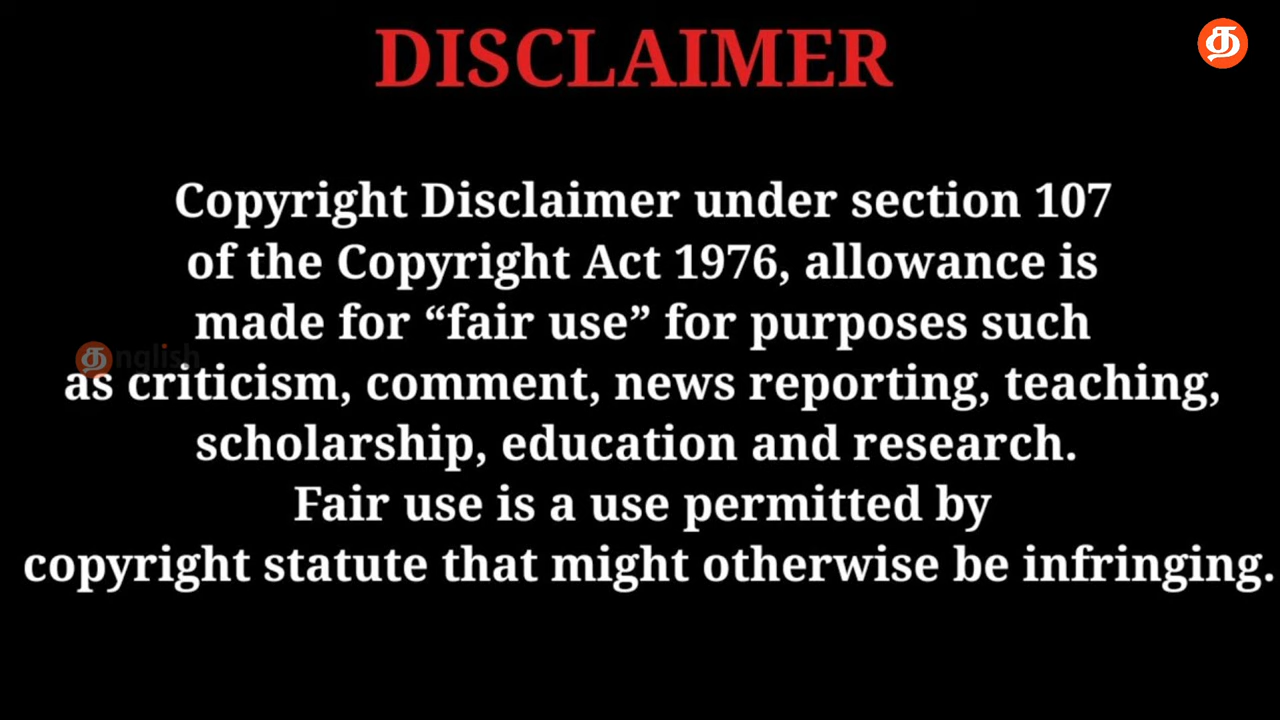 DISCLAIMER
த
Copyright Disclaimer under section 107
of the Copyright Act 1976, allowance is
made for “fair use” for purposes such
தnglish
as criticism, comment, news reporting, teaching,
scholarship, education and research.
Fair use is a use permitted by
copyright statute that might otherwise be infringing.